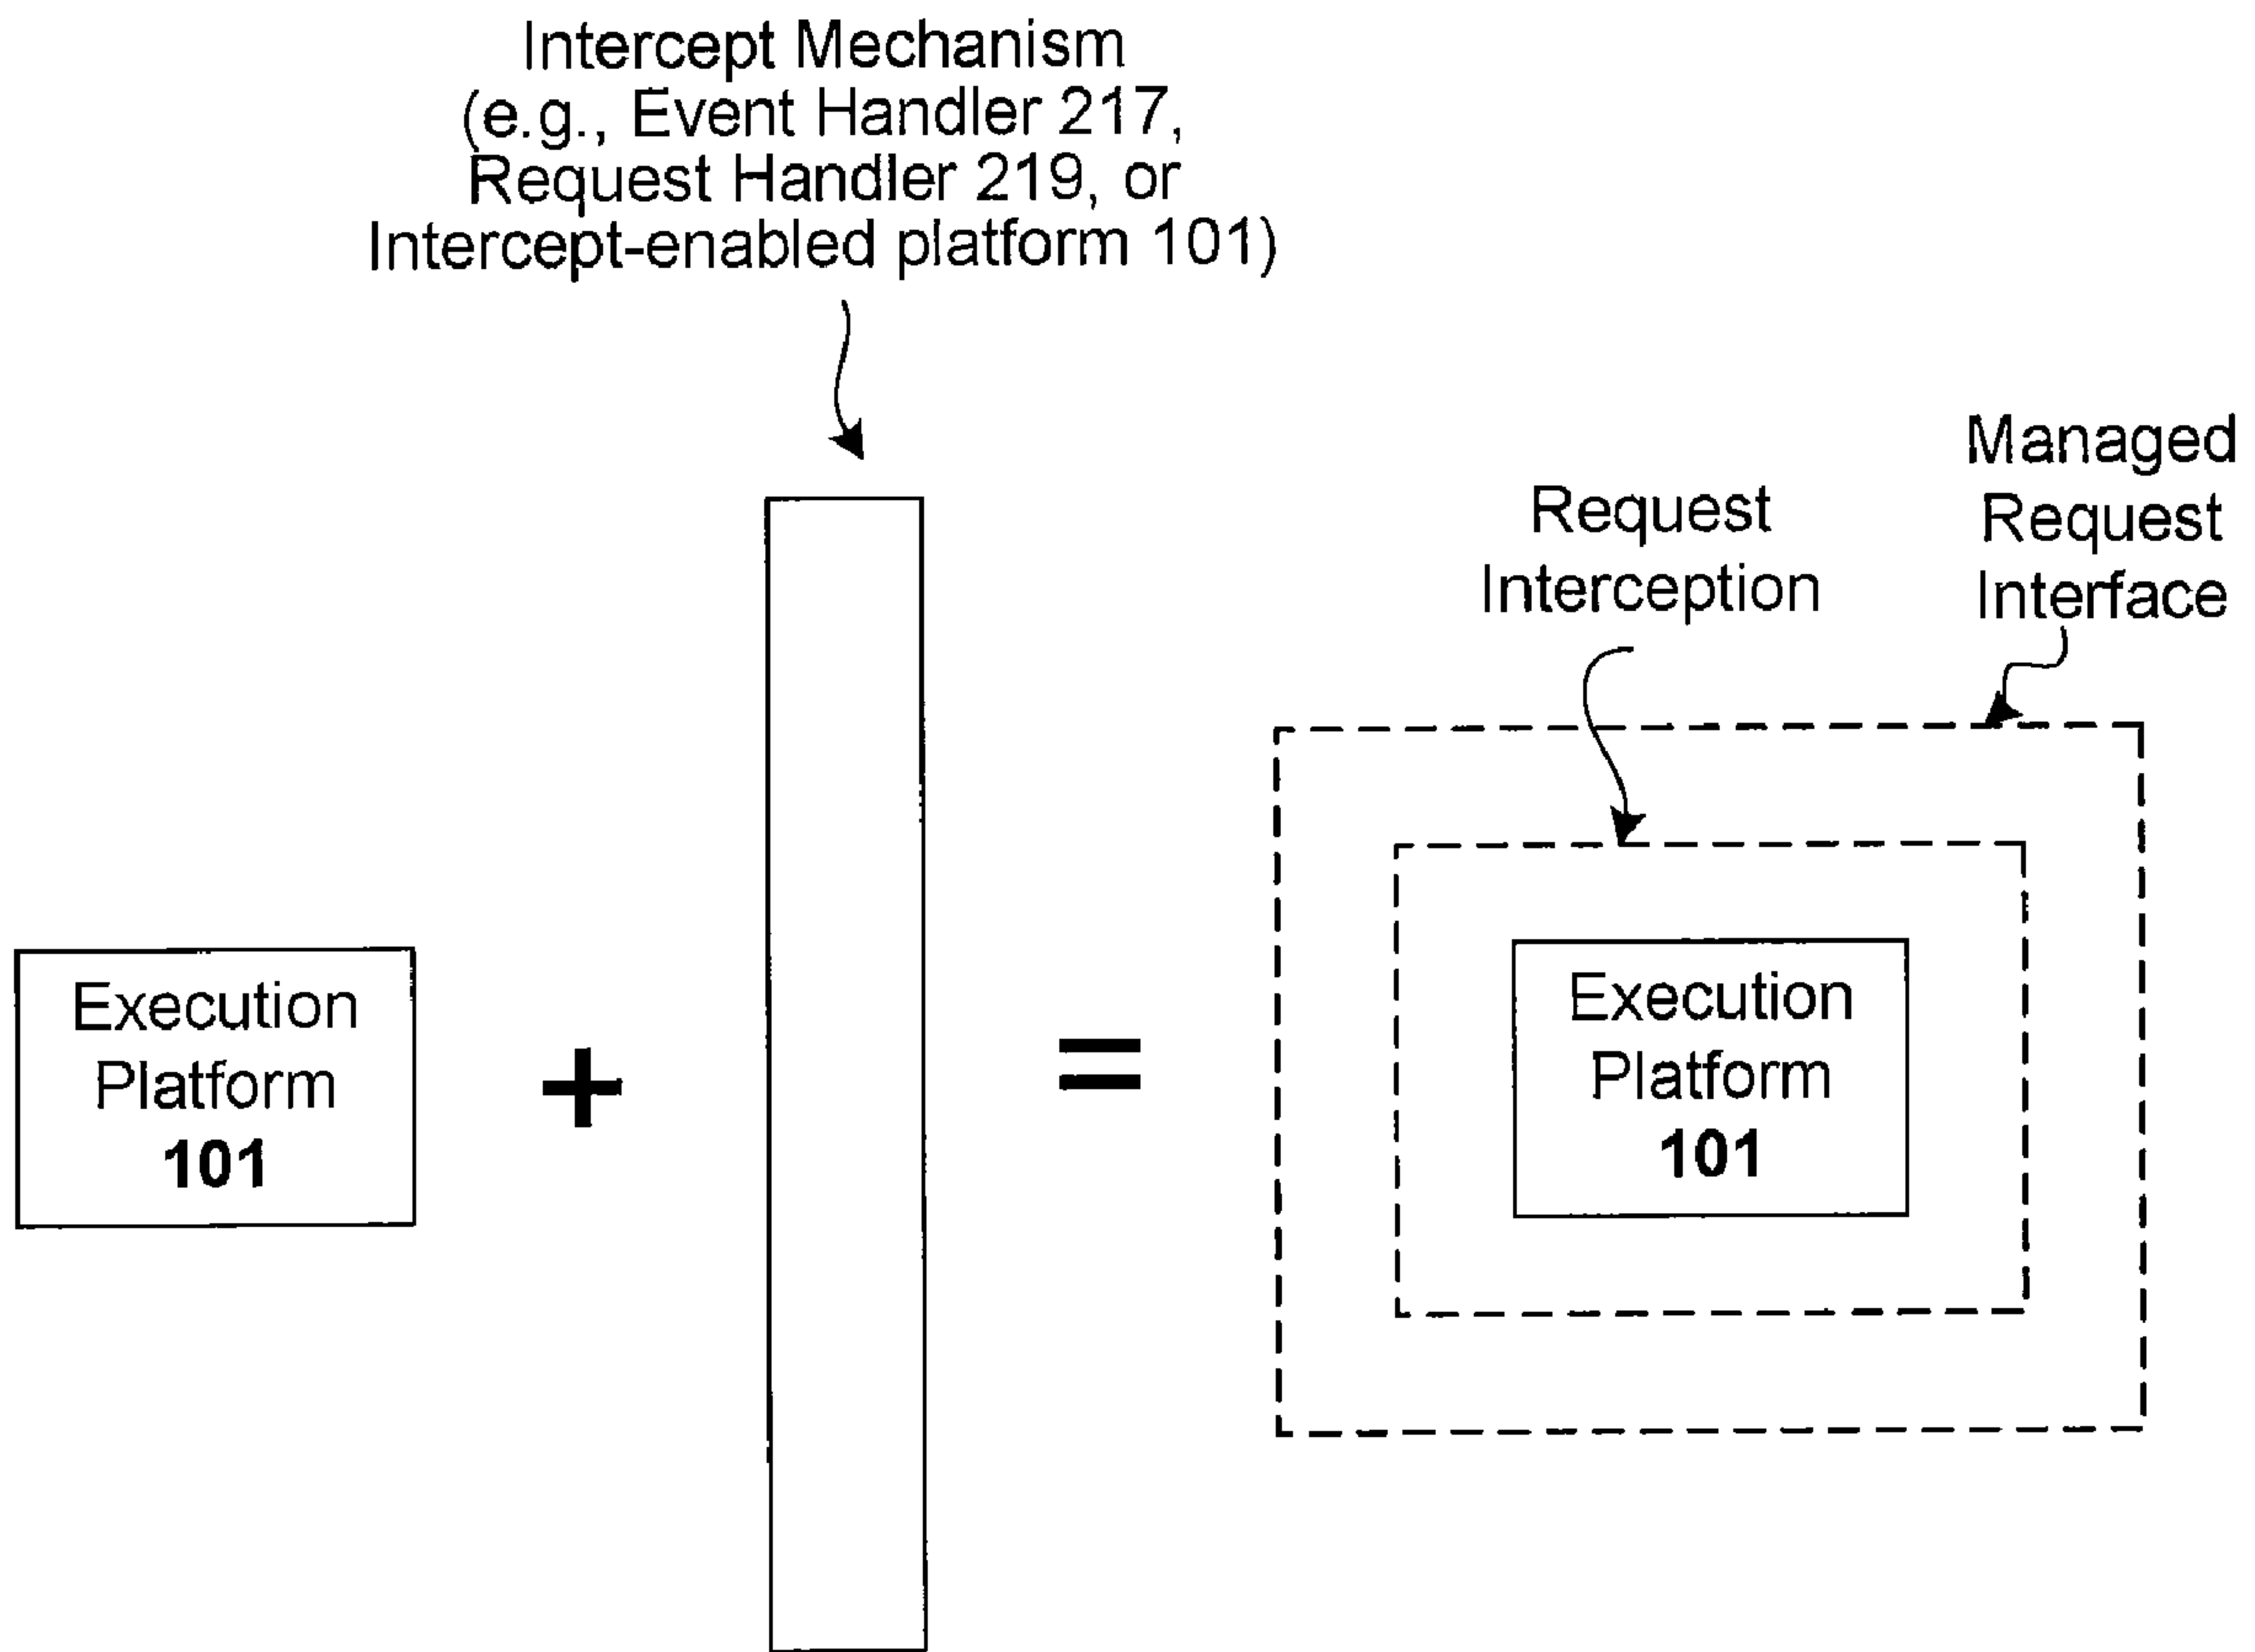 Intercept Mechanism
(e.g., Event Handler 217,
Request Handler 219, or
Intercept-enabled platform 101)
Managed
Request
Interface
Request
Interception
Execution
Platform
101
+
=
Execution
Platform
101